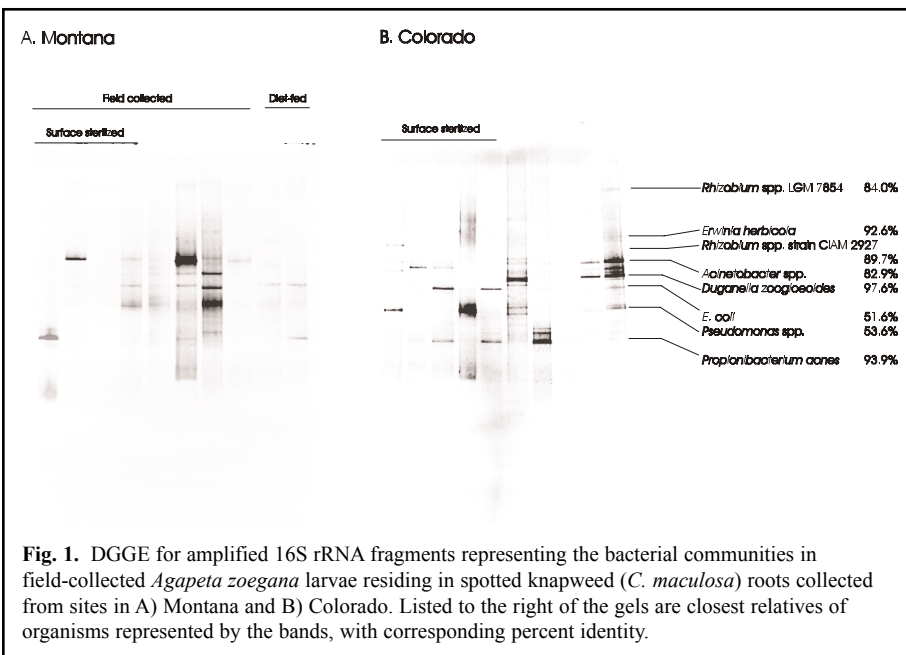 A. Montana
B. Colorado
Field collected
Diet-fed
Surface sterilized
Surface sterilized
Rhizobium spp. LGM 7854 84.0%
Erwinia herbicola 92.6%
Rhizobium spp. strain CIAM 2927
89.7%
Acinetobacter spp. 82.9%
Duganella zoogloeoides 97.6%
E. coli 51.6%
Pseudomonas spp. 53.6%
Propionibacterium acnes 93.9%
Fig. 1. DGGE for amplified 16S rRNA fragments representing the bacterial communities in
field-collected Agapeta zoegana larvae residing in spotted knapweed (C. maculosa) roots collected
from sites in A) Montana and B) Colorado. Listed to the right of the gels are closest relatives of
organisms represented by the bands, with corresponding percent identity.